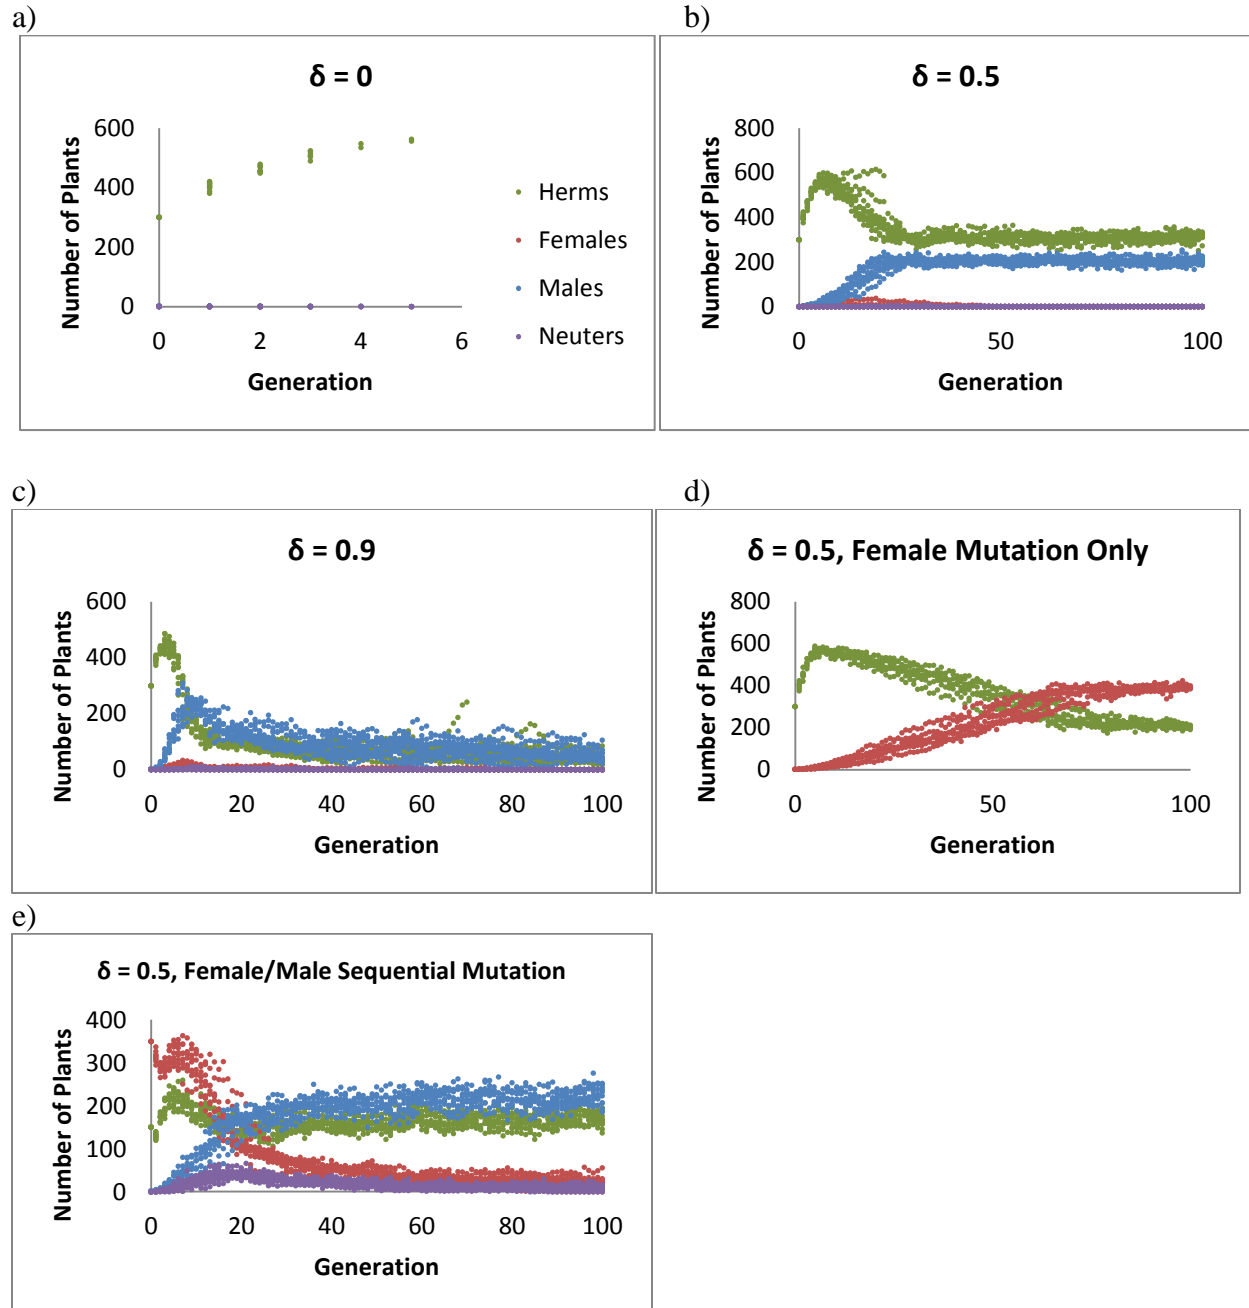 a)
b)
δ = 0
Number of Plants
600
400
200
0
0 2 4 6
Generation
Herms
Females
Males
Neuters
δ = 0.5
Number of Plants
800
600
400
200
0
0 50 100
Generation
c)
d)
δ = 0.9
Number of Plants
600
400
200
0
0 20 40 60 80 100
Generation
δ = 0.5, Female Mutation Only
Number of Plants
800
600
400
200
0
0 50 100
Generation
e)
δ = 0.5, Female/Male Sequential Mutation
Number of Plants
400
300
200
100
0
0 20 40 60 80 100
Generation